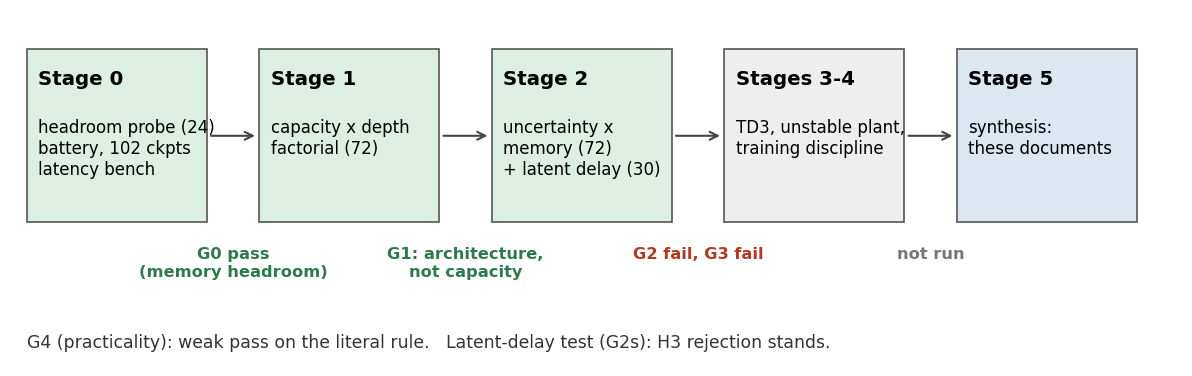 Stage 0
headroom probe (24)
battery, 102 ckpts
latency bench
Stage 1
capacity x depth
factorial (72)
Stage 2
uncertainty x
memory (72)
+ latent delay (30)
Stages 3-4
TD3, unstable plant,
training discipline
Stage 5
synthesis:
these documents
G0 pass
(memory headroom)
G1: architecture,
not capacity
G2 fail, G3 fail
not run
G4 (practicality): weak pass on the literal rule.   Latent-delay test (G2s): H3 rejection stands.